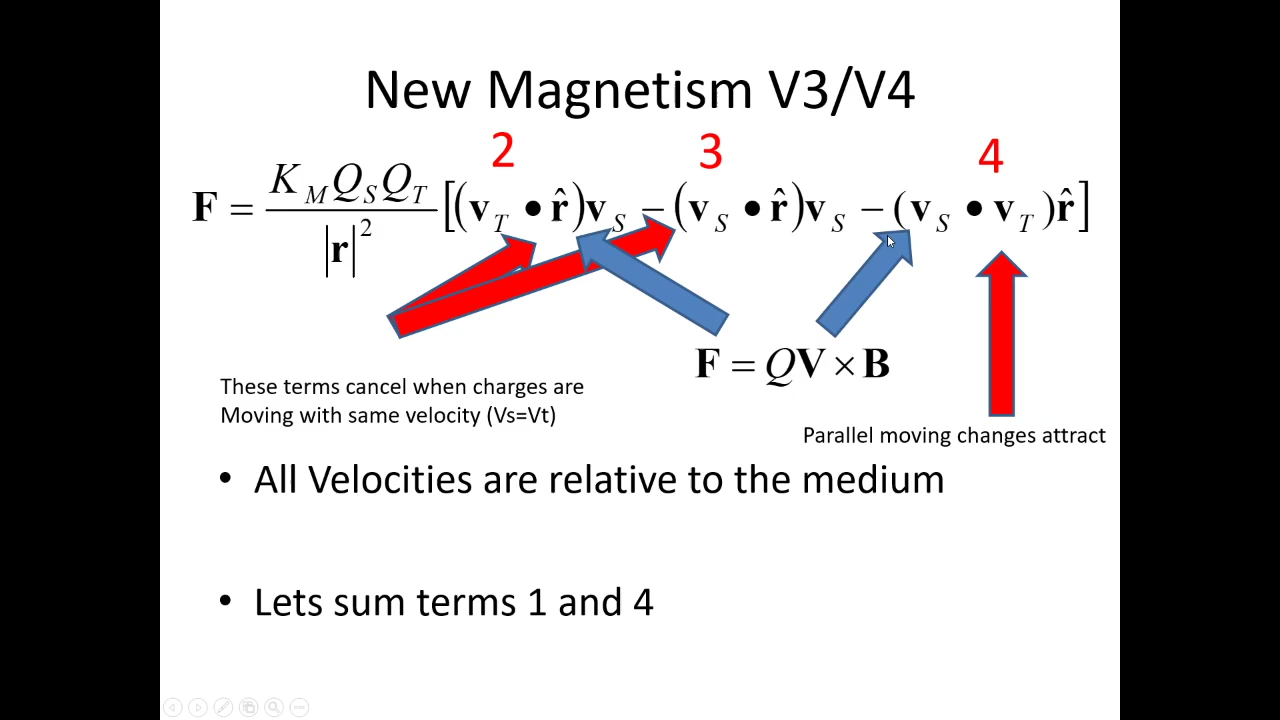 New Magnetism V3/V4
2 3 4
F = K_M Q_S Q_T / |r|² [(v_T • r̂)v_S − (v_S • r̂)v_S − (v_S • v_T)r̂]
F = QV × B
These terms cancel when charges are
Moving with same velocity (Vs=Vt)
Parallel moving changes attract
• All Velocities are relative to the medium
• Lets sum terms 1 and 4